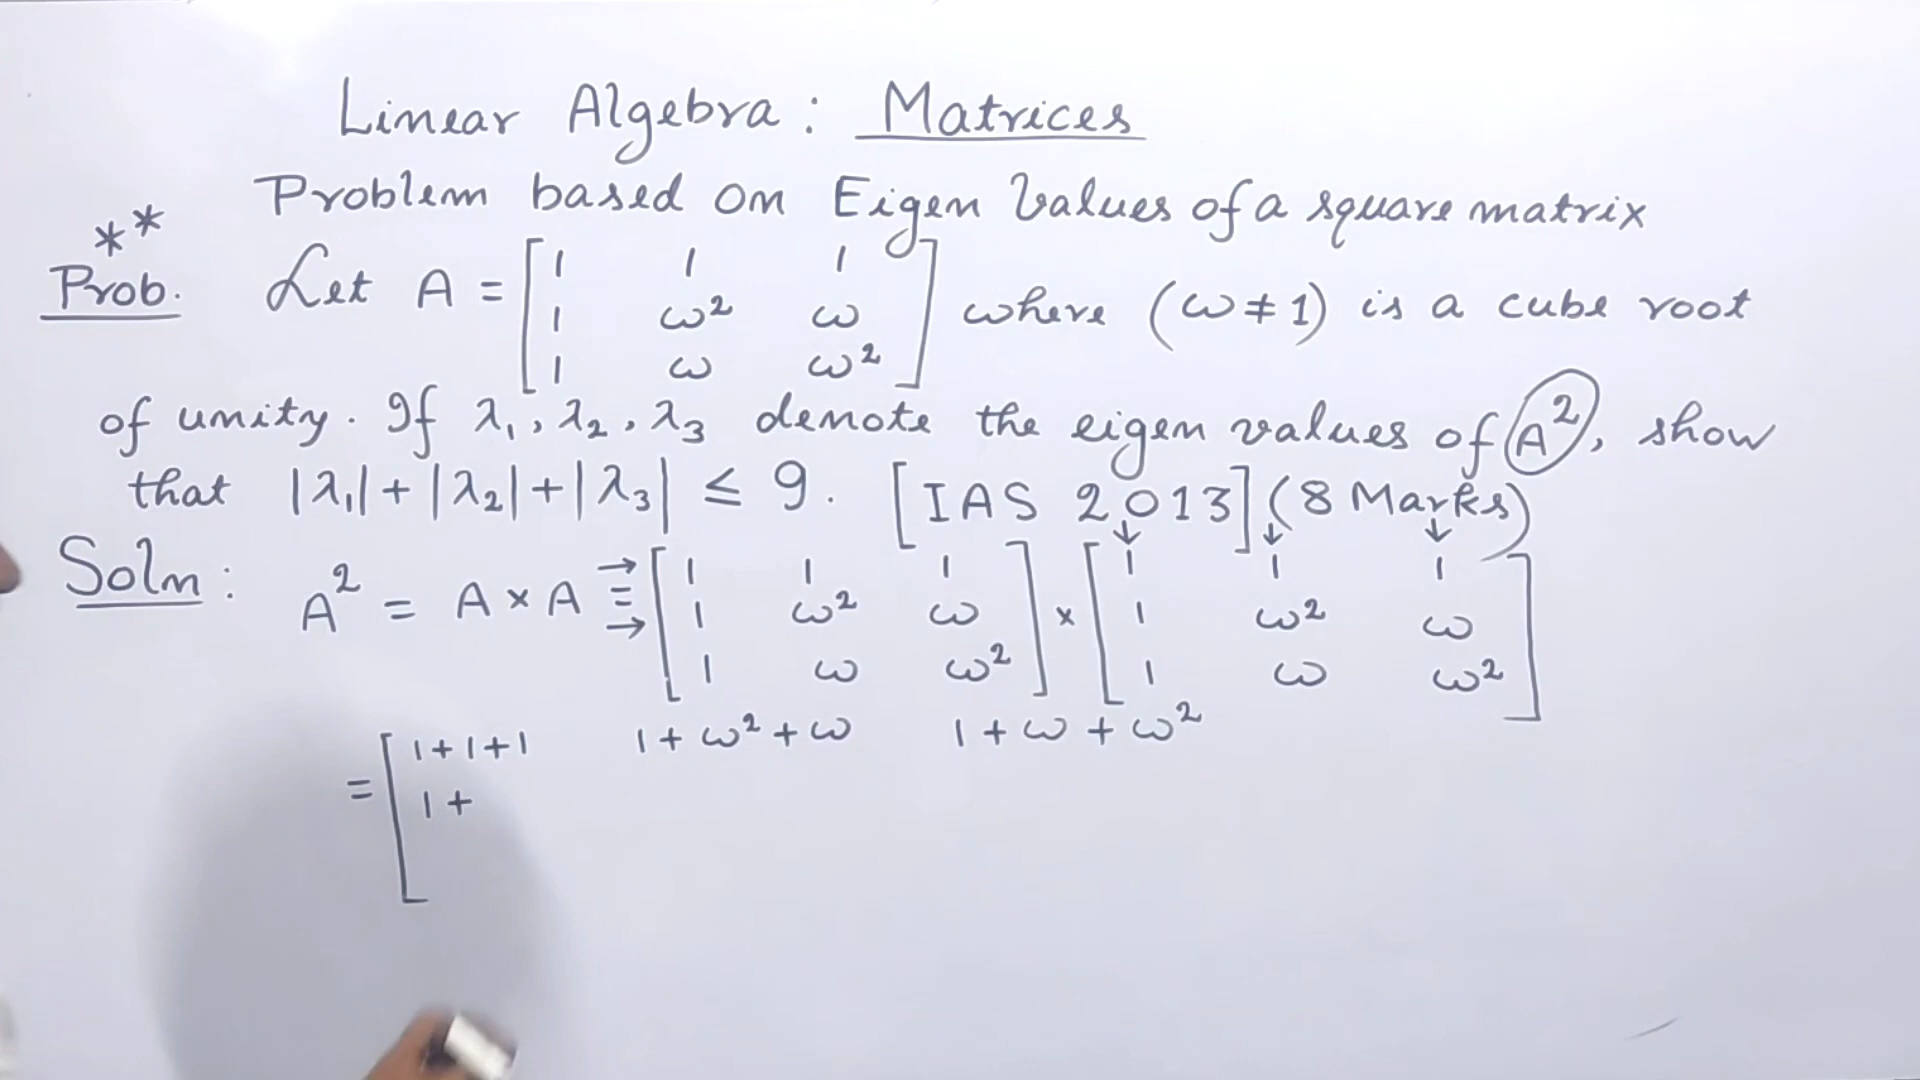 Linear Algebra : Matrices
Problem based on Eigen Values of a square matrix
**
Prob. Let A = [1 1 1
1 ω² ω
1 ω ω²] where (ω ≠ 1) is a cube root
of unity. If λ₁, λ₂, λ₃ denote the eigen values of A², show
that |λ₁| + |λ₂| + |λ₃| ≤ 9. [IAS 2013] (8 Marks)
↓ ↓ ↓
Soln : A² = A × A = → [1 1 1 → 1 ω² ω 1 ω ω²] × [1 1 1 1 ω² ω 1 ω ω²]
= [1+1+1 1+ω²+ω 1+ω+ω²
1+